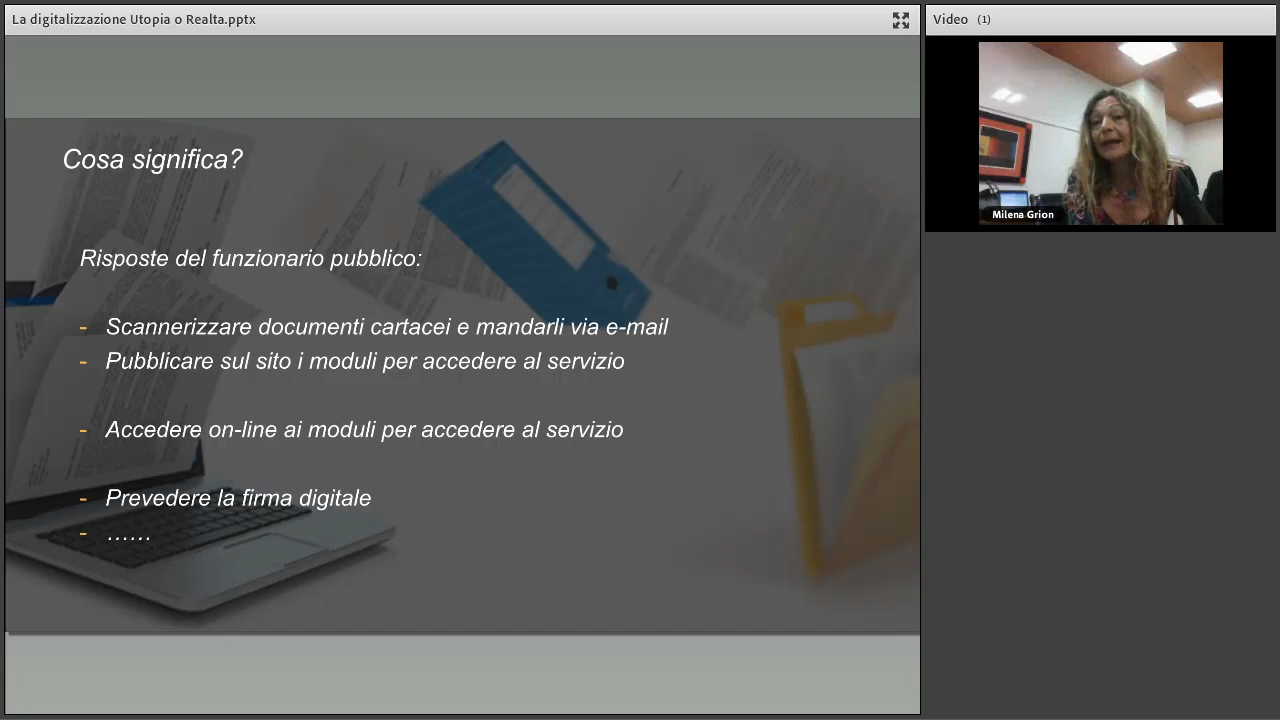 La digitalizzazione Utopia o Realta.pptx
Video (1)
Milena Grion
Cosa significa?
Risposte del funzionario pubblico:
- Scannerizzare documenti cartacei e mandarli via e-mail
- Pubblicare sul sito i moduli per accedere al servizio
- Accedere on-line ai moduli per accedere al servizio
- Prevedere la firma digitale
- ……